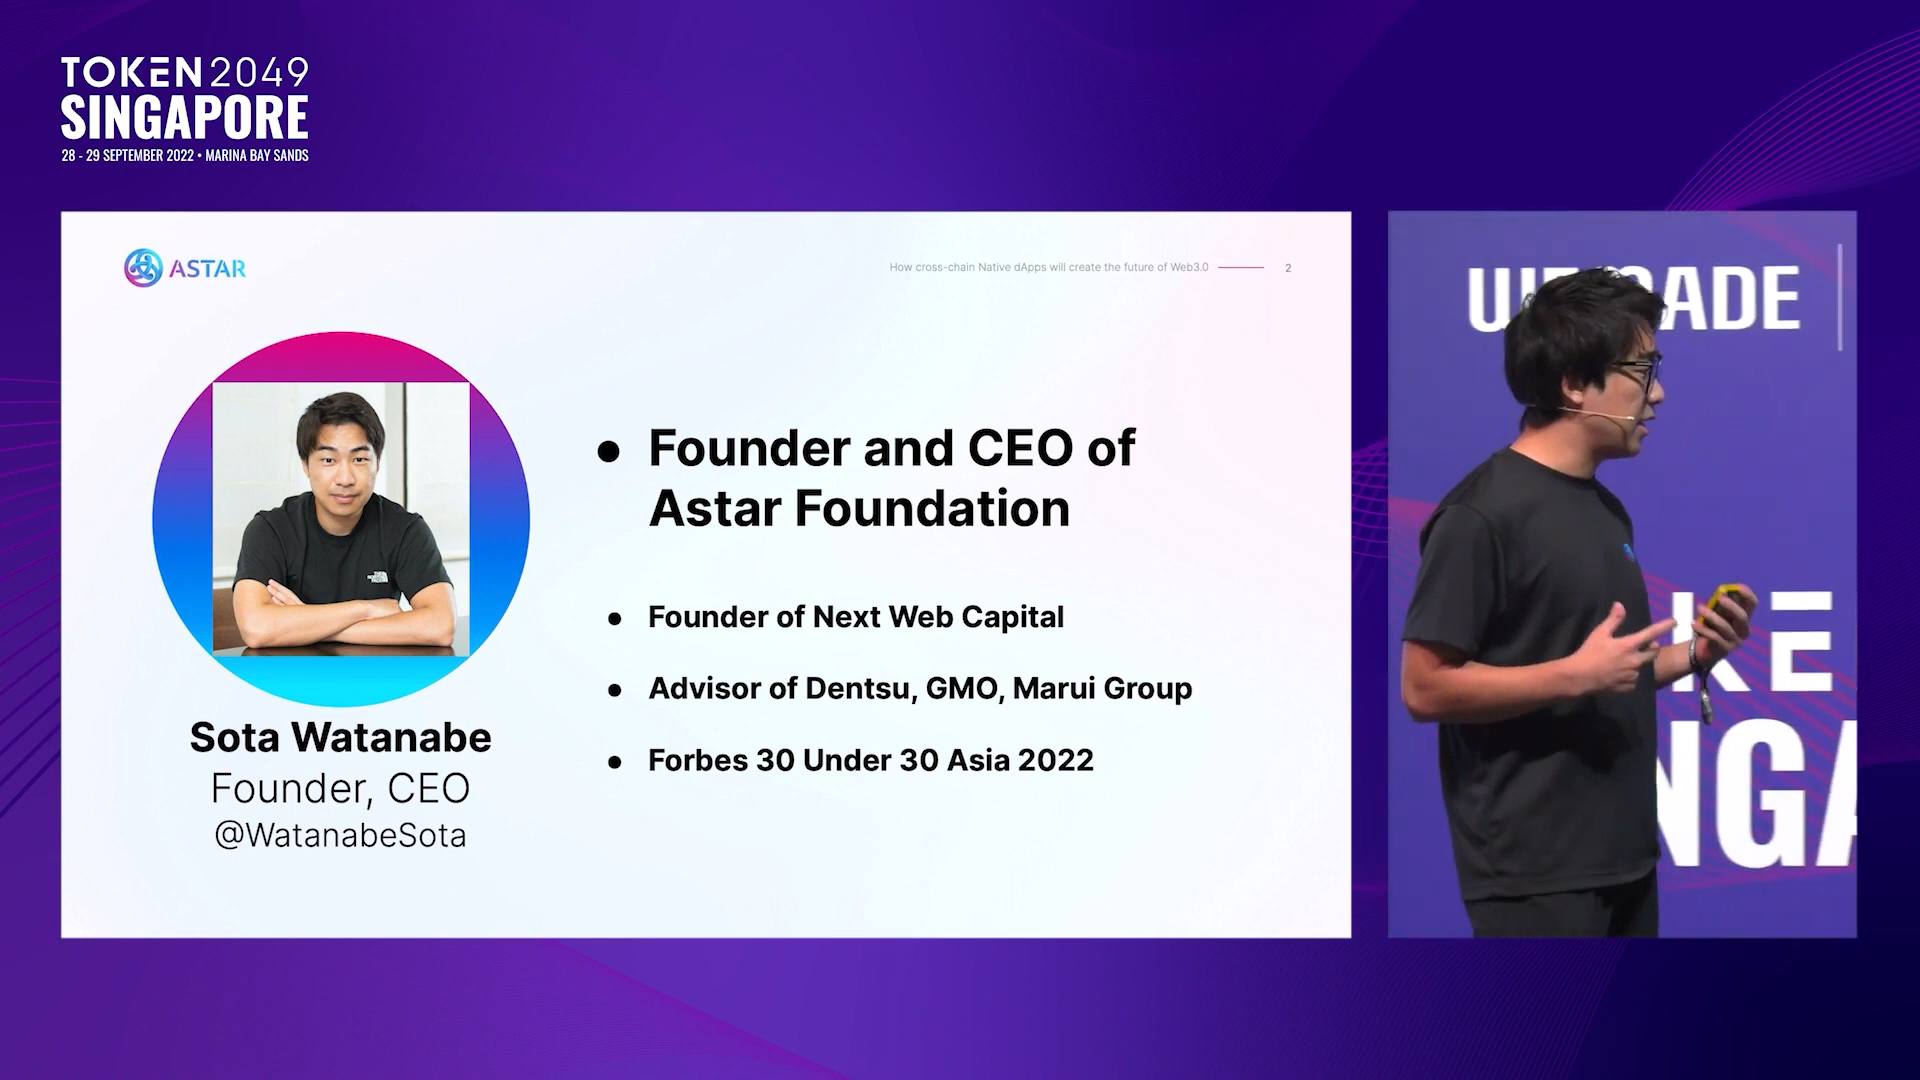 TOKEN2049
SINGAPORE
28 - 29 SEPTEMBER 2022 • MARINA BAY SANDS
ASTAR
How cross-chain Native dApps will create the future of Web3.0
2
● Founder and CEO of
Astar Foundation
● Founder of Next Web Capital
● Advisor of Dentsu, GMO, Marui Group
● Forbes 30 Under 30 Asia 2022
Sota Watanabe
Founder, CEO
@WatanabeSota
KE
NGA